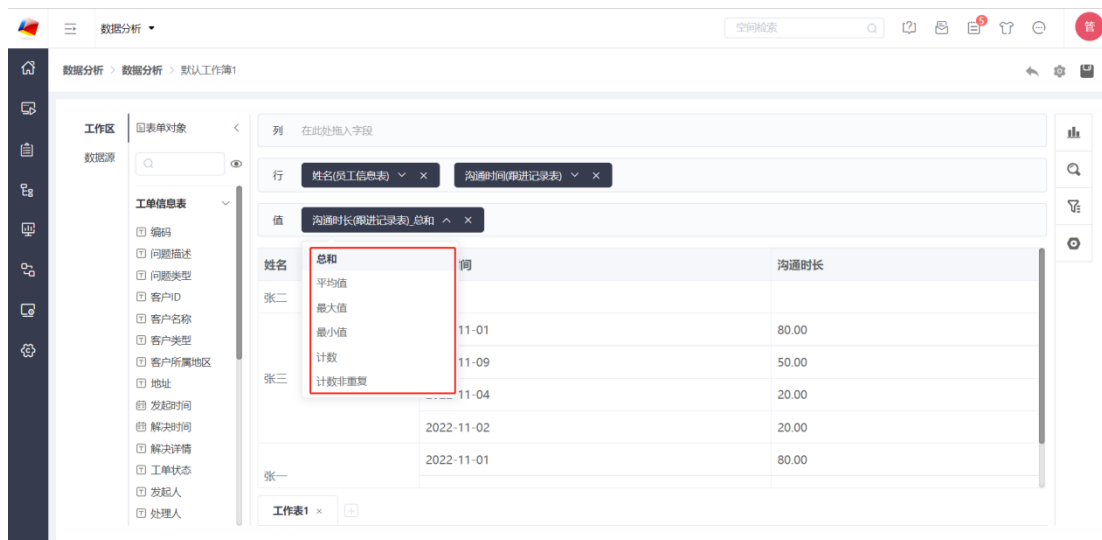 数据分析
空间检索
5
管
数据分析 > 数据分析 > 默认工作簿1
工作区
数据源
表单对象
工单信息表
编码
问题描述
问题类型
客户ID
客户名称
客户类型
客户所属地区
地址
发起时间
解决时间
解决详情
工单状态
发起人
处理人
列 在此处拖入字段
行 姓名(员工信息表) 沟通时间(跟进记录表)
值 沟通时长(跟进记录表)_总和
总和
平均值
最大值
最小值
计数
计数非重复
姓名 间 沟通时长
张二
张三
11-01 80.00
11-09 50.00
11-04 20.00
2022-11-02 20.00
张一
2022-11-01 80.00
工作表1